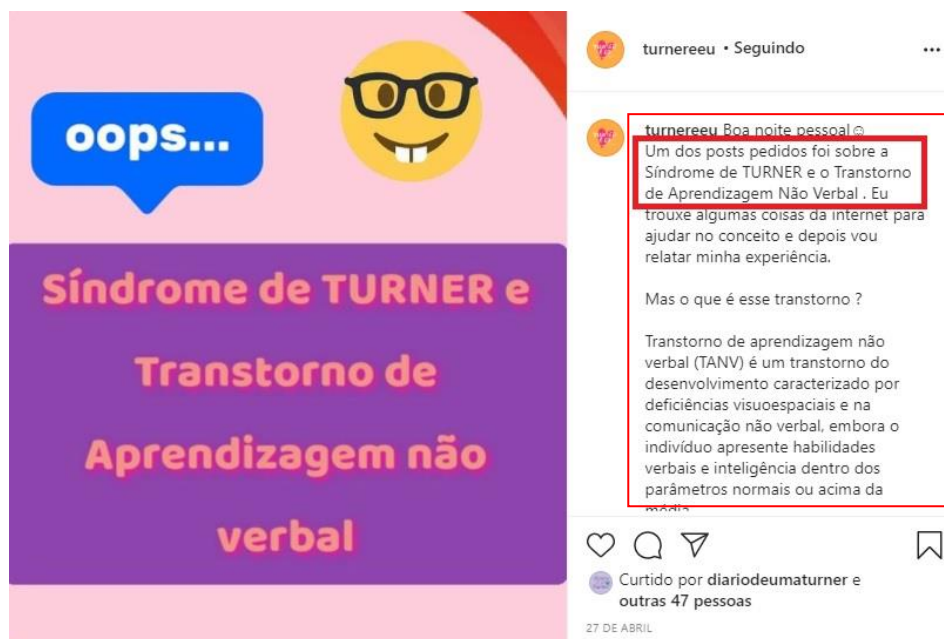 oops...
Síndrome de TURNER e
Transtorno de
Aprendizagem não
verbal
turnereeu • Seguindo
turnereeu Boa noite pessoal☺
Um dos posts pedidos foi sobre a
Síndrome de TURNER e o Transtorno
de Aprendizagem Não Verbal . Eu
trouxe algumas coisas da internet para
ajudar no conceito e depois vou
relatar minha experiência.
Mas o que é esse transtorno ?
Transtorno de aprendizagem não
verbal (TANV) é um transtorno do
desenvolvimento caracterizado por
deficiências visuoespaciais e na
comunicação não verbal, embora o
indivíduo apresente habilidades
verbais e inteligência dentro dos
parâmetros normais ou acima da
média
Curtido por diariodeumaturner e
outras 47 pessoas
27 DE ABRIL